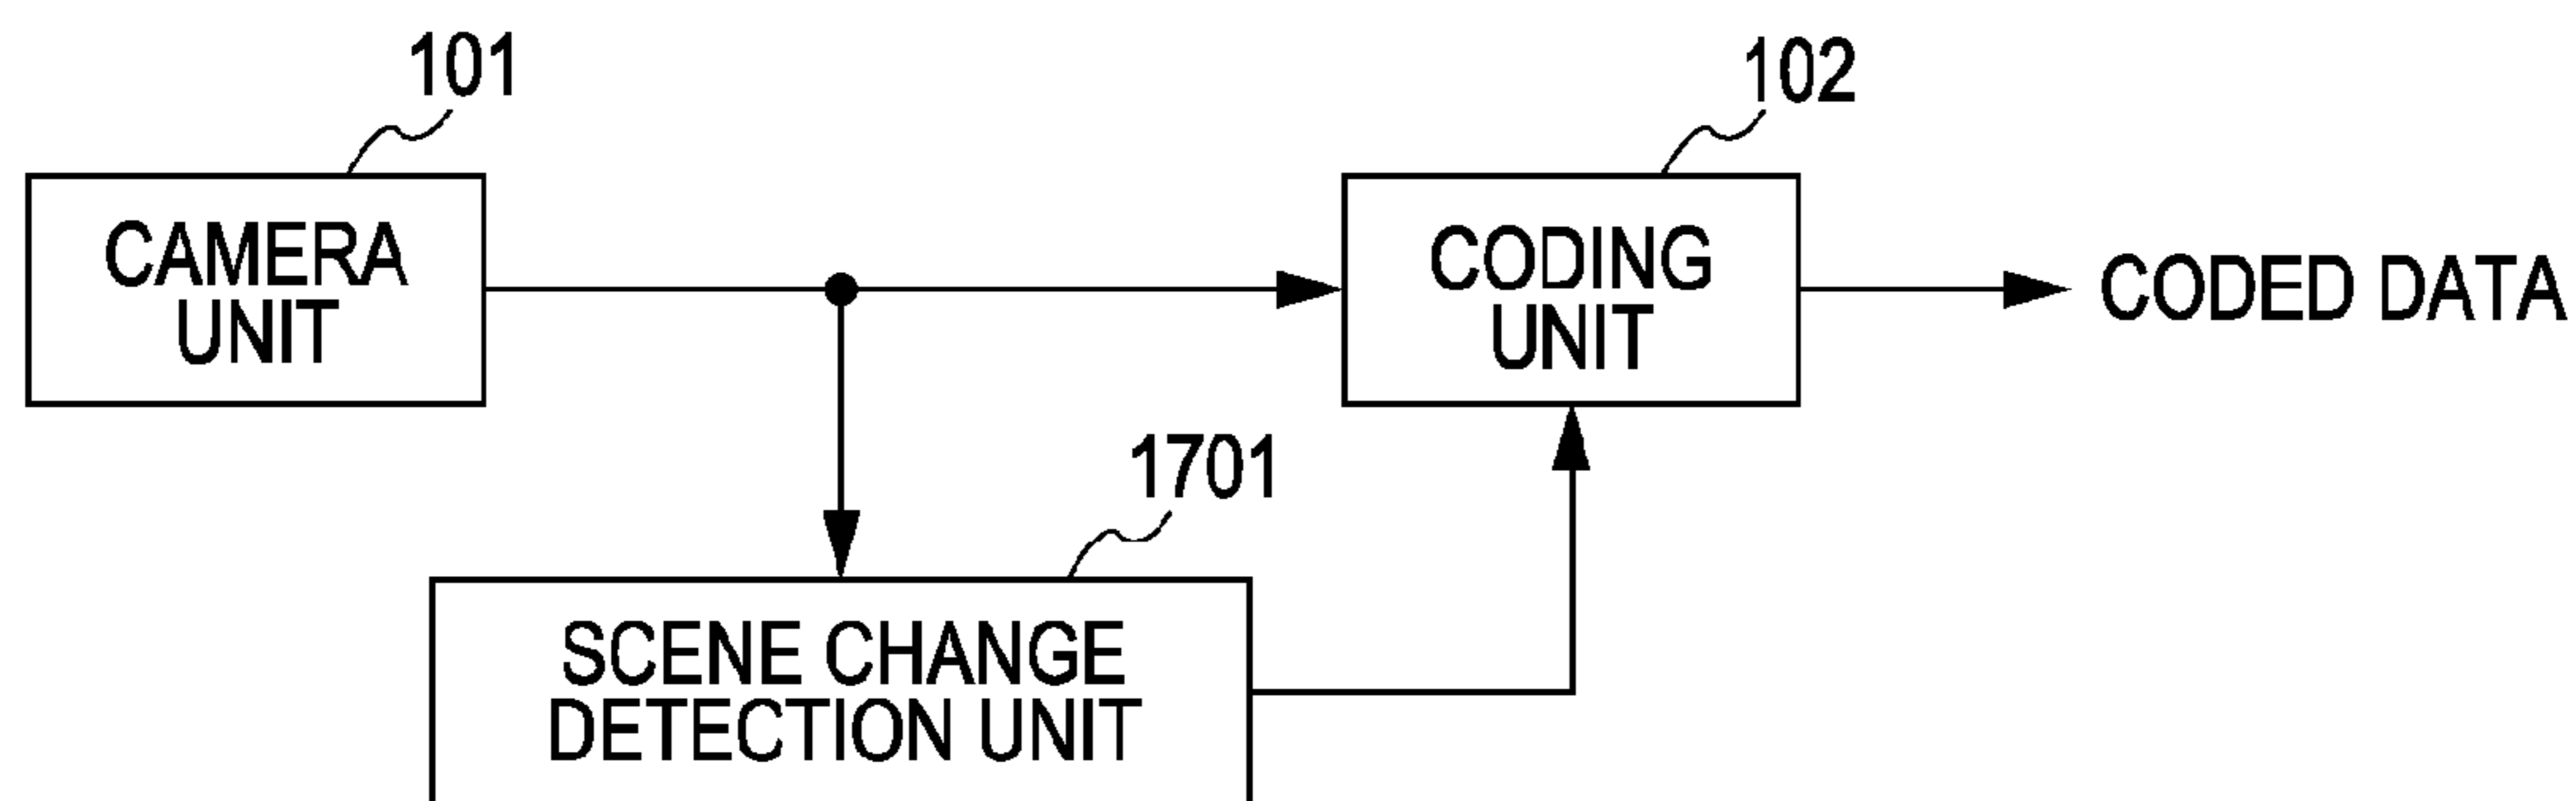 101
102
CAMERA
UNIT
CODING
UNIT
CODED DATA
1701
SCENE CHANGE
DETECTION UNIT